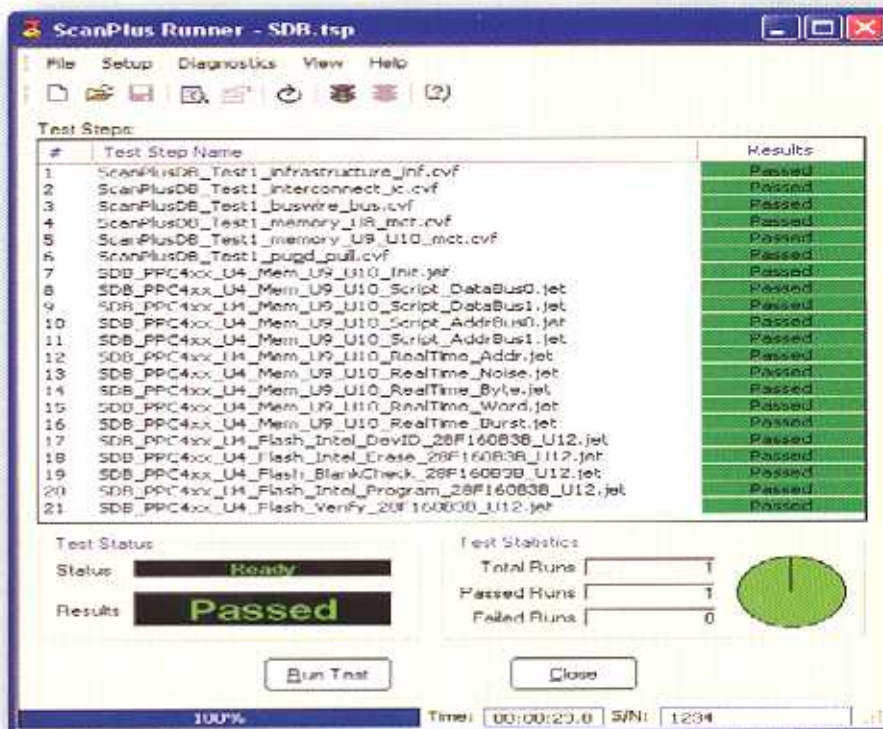 ScanPlus Runner - SDB.tsp
File Setup Diagnostics View Help
Test Steps:
# Test Step Name Results
1 ScanPlusDB_Test1_infrastructure_inf.cvf Passed
2 ScanPlusDB_Test1_interconnect_ic.cvf Passed
3 ScanPlusDB_Test1_buswire_bus.cvf Passed
4 ScanPlusDB_Test1_memory_U8_mct.cvf Passed
5 ScanPlusDB_Test1_memory_U9_U10_mct.cvf Passed
6 ScanPlusDB_Test1_pugd_pull.cvf Passed
7 SDB_PPC4xx_U4_Mem_U9_U10_Init.jet Passed
8 SDB_PPC4xx_U4_Mem_U9_U10_Script_DataBus0.jet Passed
9 SDB_PPC4xx_U4_Mem_U9_U10_Script_DataBus1.jet Passed
10 SDB_PPC4xx_U4_Mem_U9_U10_Script_AddrBus0.jet Passed
11 SDB_PPC4xx_U4_Mem_U9_U10_Script_AddrBus1.jet Passed
12 SDB_PPC4xx_U4_Mem_U9_U10_RealTime_Addr.jet Passed
13 SDB_PPC4xx_U4_Mem_U9_U10_RealTime_Noise.jet Passed
14 SDB_PPC4xx_U4_Mem_U9_U10_RealTime_Byte.jet Passed
15 SDB_PPC4xx_U4_Mem_U9_U10_RealTime_Word.jet Passed
16 SDB_PPC4xx_U4_Mem_U9_U10_RealTime_Burst.jet Passed
17 SDB_PPC4xx_U4_Flash_Intel_DevID_28F160B3B_U12.jet Passed
18 SDB_PPC4xx_U4_Flash_Intel_Erase_28F160B3B_U12.jet Passed
19 SDB_PPC4xx_U4_Flash_BlankCheck_28F160B3B_U12.jet Passed
20 SDB_PPC4xx_U4_Flash_Intel_Program_28F160B3B_U12.jet Passed
21 SDB_PPC4xx_U4_Flash_Verify_28F160B3B_U12.jet Passed
Test Status
Status Ready
Results Passed
Test Statistics
Total Runs 1
Passed Runs 1
Failed Runs 0
Run Test Close
100% Time: 00:00:29.0 S/N: 1234